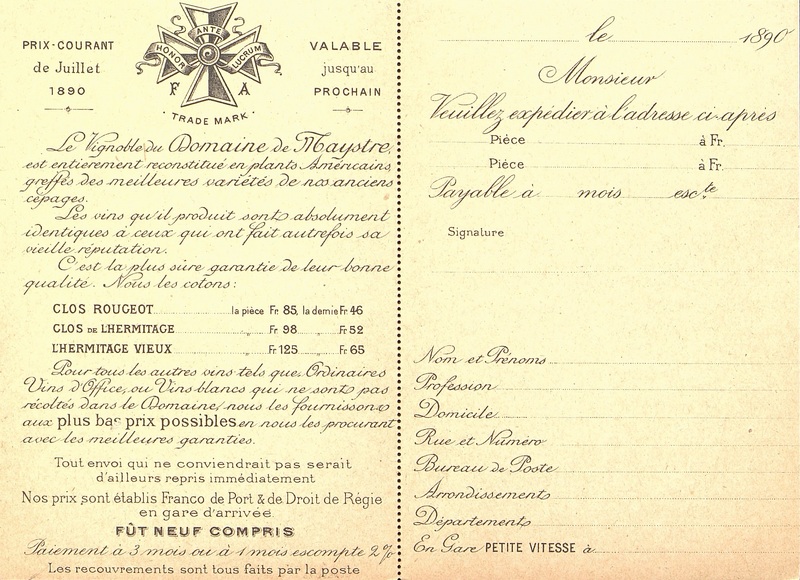 PRIX-COURANT
de Juillet
1890
HONOR ANTE LUCRUM
F A
TRADE MARK
VALABLE
jusqu'au
PROCHAIN
Le Vignoble du Domaine de Maystre,
est entièrement reconstitué en plants Américains,
greffés des meilleures variétés de nos anciens
cépages.
Les vins qu'il produit sont absolument
identiques à ceux qui ont fait autrefois sa
vieille réputation.
C'est la plus sûre garantie de leur bonne
qualité. Nous les cotons:
CLOS ROUGEOT la pièce Fr. 85, la demie Fr. 46
CLOS DE L'HERMITAGE " Fr. 98 " Fr. 52
L'HERMITAGE VIEUX " Fr. 125 " Fr. 65
Pour tous les autres vins tels que Ordinaires
Vins d'Office, ou Vins blancs qui ne sont pas
récoltés dans le Domaine, nous les fournissons
aux plus bas prix possibles en nous les procurant
avec les meilleures garanties.
Tout envoi qui ne conviendrait pas serait
d'ailleurs repris immédiatement
Nos prix sont établis Franco de Port & de Droit de Régie
en gare d'arrivée.
FÛT NEUF COMPRIS
Paiement à 3 mois ou à 1 mois escompte 2%
Les recouvrements sont tous faits par la poste
le 1890
Monsieur
Veuillez expédier à l'adresse ci-après
Pièce à Fr.
Pièce à Fr.
Payable à mois escte.
Signature
Nom et Prénoms
Profession
Domicile
Rue et Numéro
Bureau de Poste
Arrondissement
Département
En Gare PETITE VITESSE à